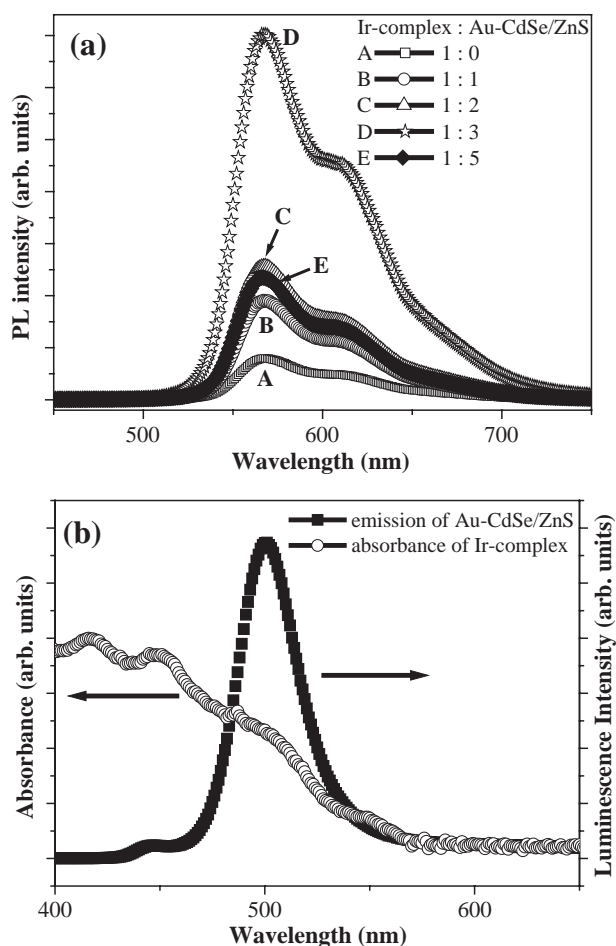 (a)
Ir-complex : Au-CdSe/ZnS
A 1 : 0
B 1 : 1
C 1 : 2
D 1 : 3
E 1 : 5
D
C
E
B
A
PL intensity (arb. units)
500 600 700
Wavelength (nm)
(b)
emission of Au-CdSe/ZnS
absorbance of Ir-complex
Absorbance (arb. units)
Luminescence Intensity (arb. units)
400 500 600
Wavelength (nm)